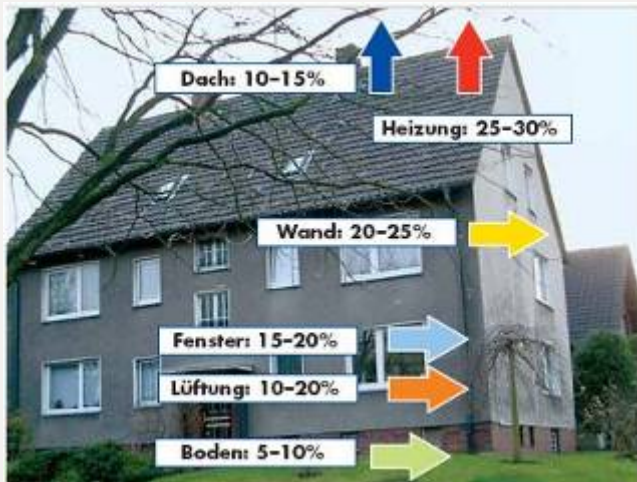 Dach: 10–15%
Heizung: 25–30%
Wand: 20–25%
Fenster: 15–20%
Lüftung: 10–20%
Boden: 5–10%